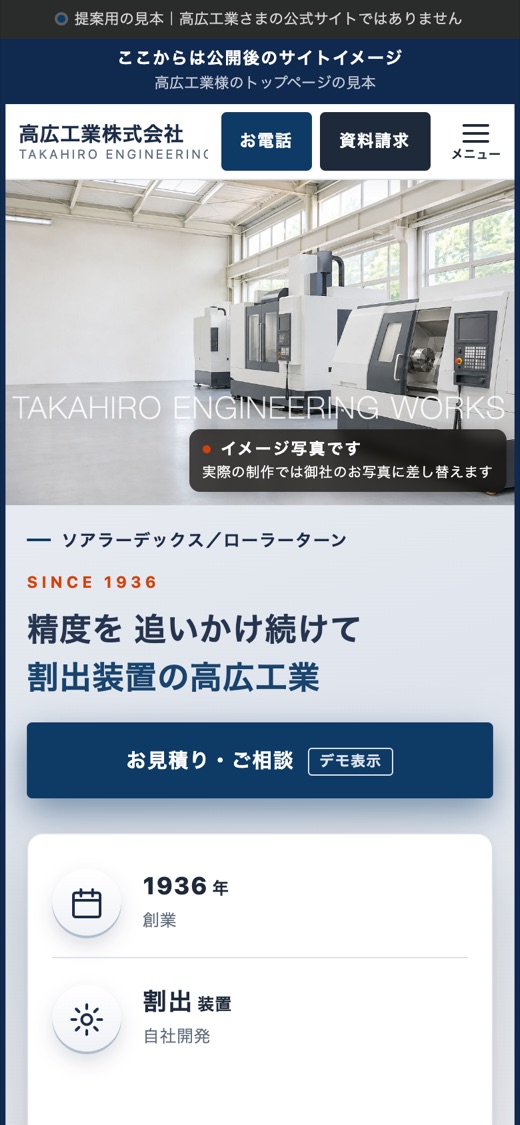 提案用の見本｜高広工業さまの公式サイトではありません
ここからは公開後のサイトイメージ
高広工業様のトップページの見本
高広工業株式会社
TAKAHIRO ENGINEERING
お電話
資料請求
メニュー
TAKAHIRO ENGINEERING WORKS
イメージ写真です
実際の制作では御社のお写真に差し替えます
ソアラーデックス／ローラーターン
SINCE 1936
精度を 追いかけ続けて
割出装置の高広工業
お見積り・ご相談 デモ表示
1936 年
創業
割出 装置
自社開発